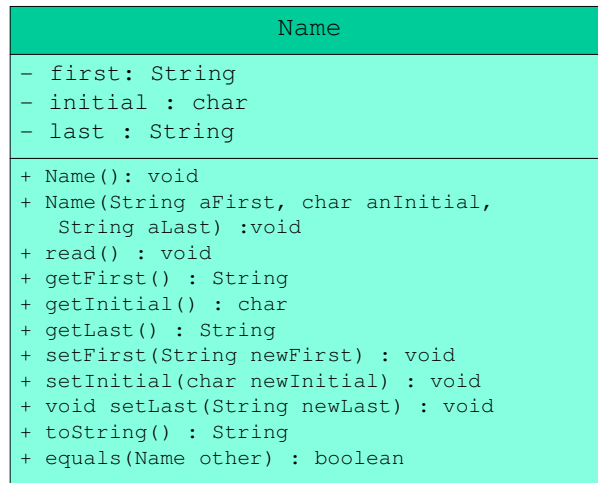 Name
- first: String
- initial : char
- last : String
+ Name(): void
+ Name(String aFirst, char anInitial,
String aLast) :void
+ read() : void
+ getFirst() : String
+ getInitial() : char
+ getLast() : String
+ setFirst(String newFirst) : void
+ setInitial(char newInitial) : void
+ void setLast(String newLast) : void
+ toString() : String
+ equals(Name other) : boolean